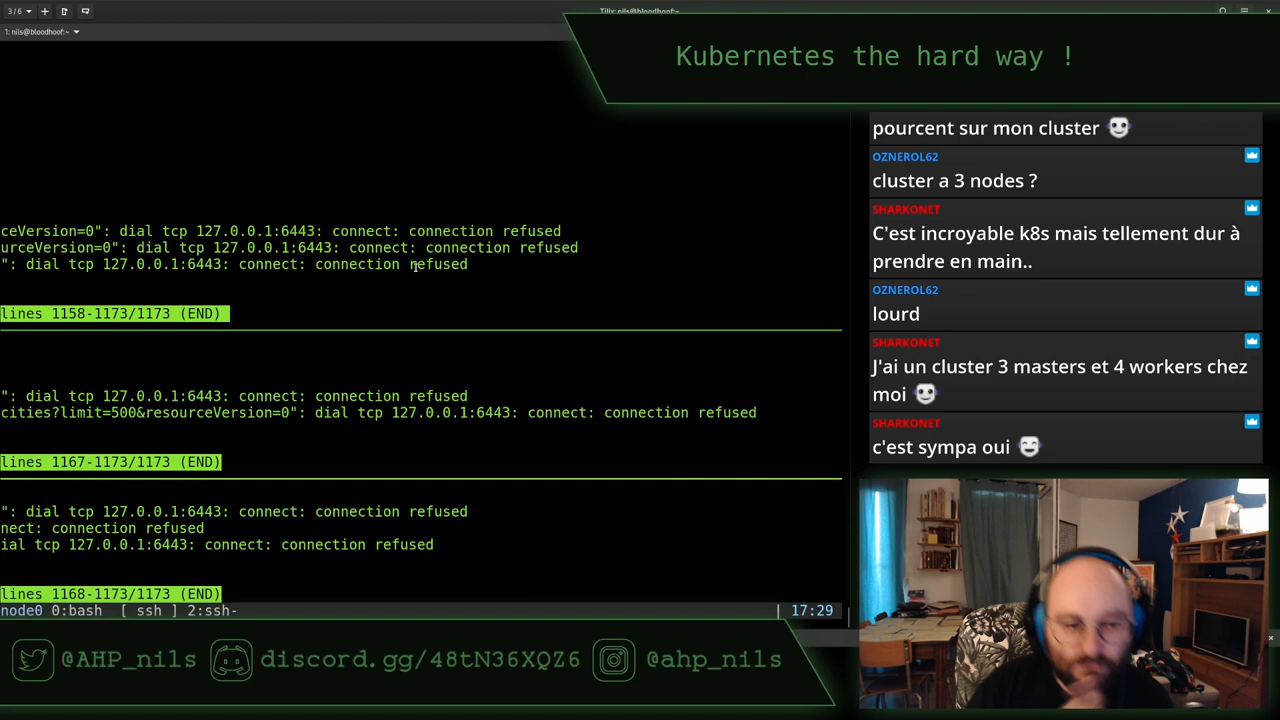 3/6
Tilix: nils@bloodhoof:~
1: nils@bloodhoof:~
Kubernetes the hard way !
ceVersion=0": dial tcp 127.0.0.1:6443: connect: connection refused
urceVersion=0": dial tcp 127.0.0.1:6443: connect: connection refused
": dial tcp 127.0.0.1:6443: connect: connection refused
lines 1158-1173/1173 (END)
": dial tcp 127.0.0.1:6443: connect: connection refused
cities?limit=500&resourceVersion=0": dial tcp 127.0.0.1:6443: connect: connection refused
lines 1167-1173/1173 (END)
": dial tcp 127.0.0.1:6443: connect: connection refused
nect: connection refused
ial tcp 127.0.0.1:6443: connect: connection refused
lines 1168-1173/1173 (END)
node0 0:bash [ ssh ] 2:ssh- | 17:29
pourcent sur mon cluster
OZNEROL62
cluster a 3 nodes ?
SHARKONET
C'est incroyable k8s mais tellement dur à
prendre en main..
OZNEROL62
lourd
SHARKONET
J'ai un cluster 3 masters et 4 workers chez
moi
SHARKONET
c'est sympa oui
@AHP_nils discord.gg/48tN36XQZ6 @ahp_nils